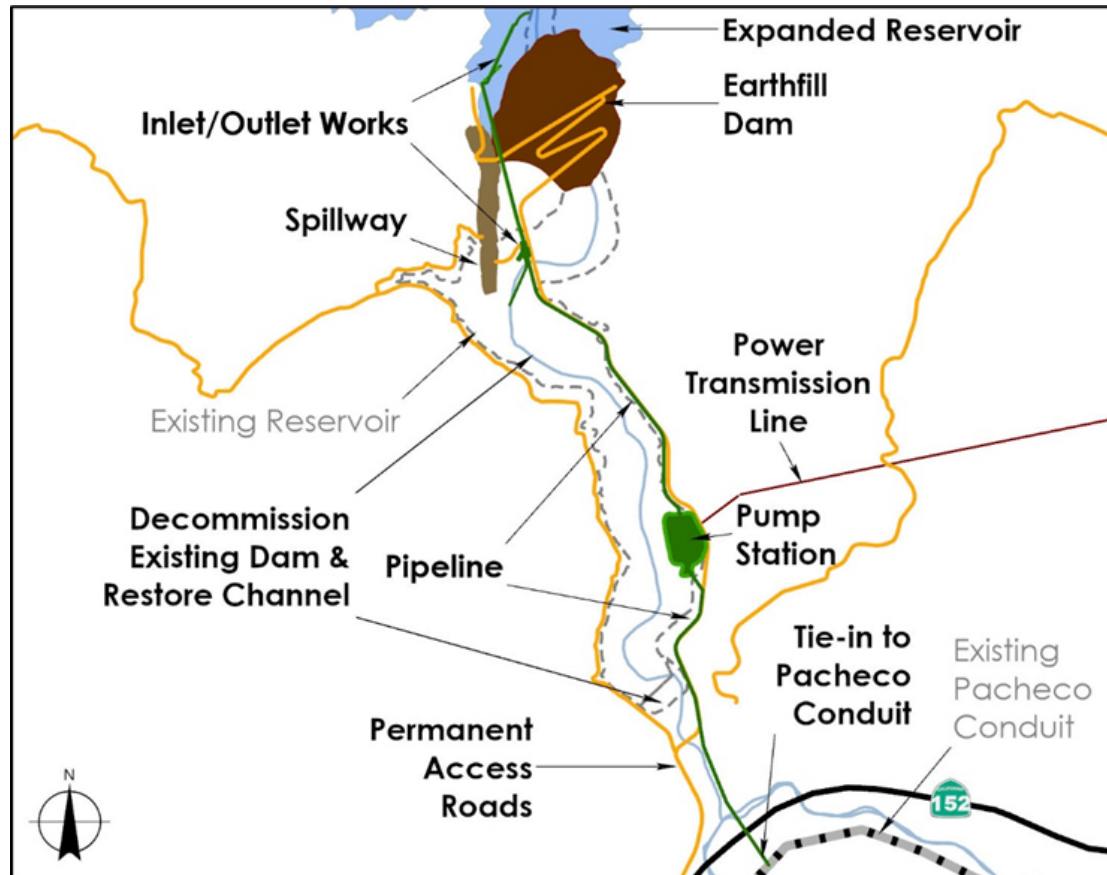 Expanded Reservoir
Earthfill
Dam
Inlet/Outlet Works
Spillway
Existing Reservoir
Power
Transmission
Line
Decommission
Existing Dam &
Restore Channel
Pipeline
Pump
Station
Tie-in to
Pacheco
Conduit
Existing
Pacheco
Conduit
Permanent
Access
Roads
N
CALIFORNIA
152